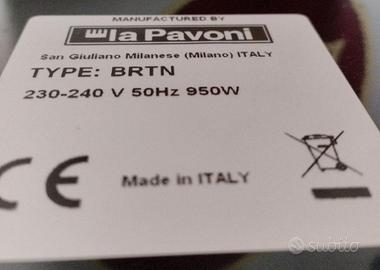 MANUFACTURED BY
la Pavoni
San Giuliano Milanese (Milano) ITALY
TYPE: BRTN
230-240 V 50Hz 950W
CE
Made in ITALY
subito